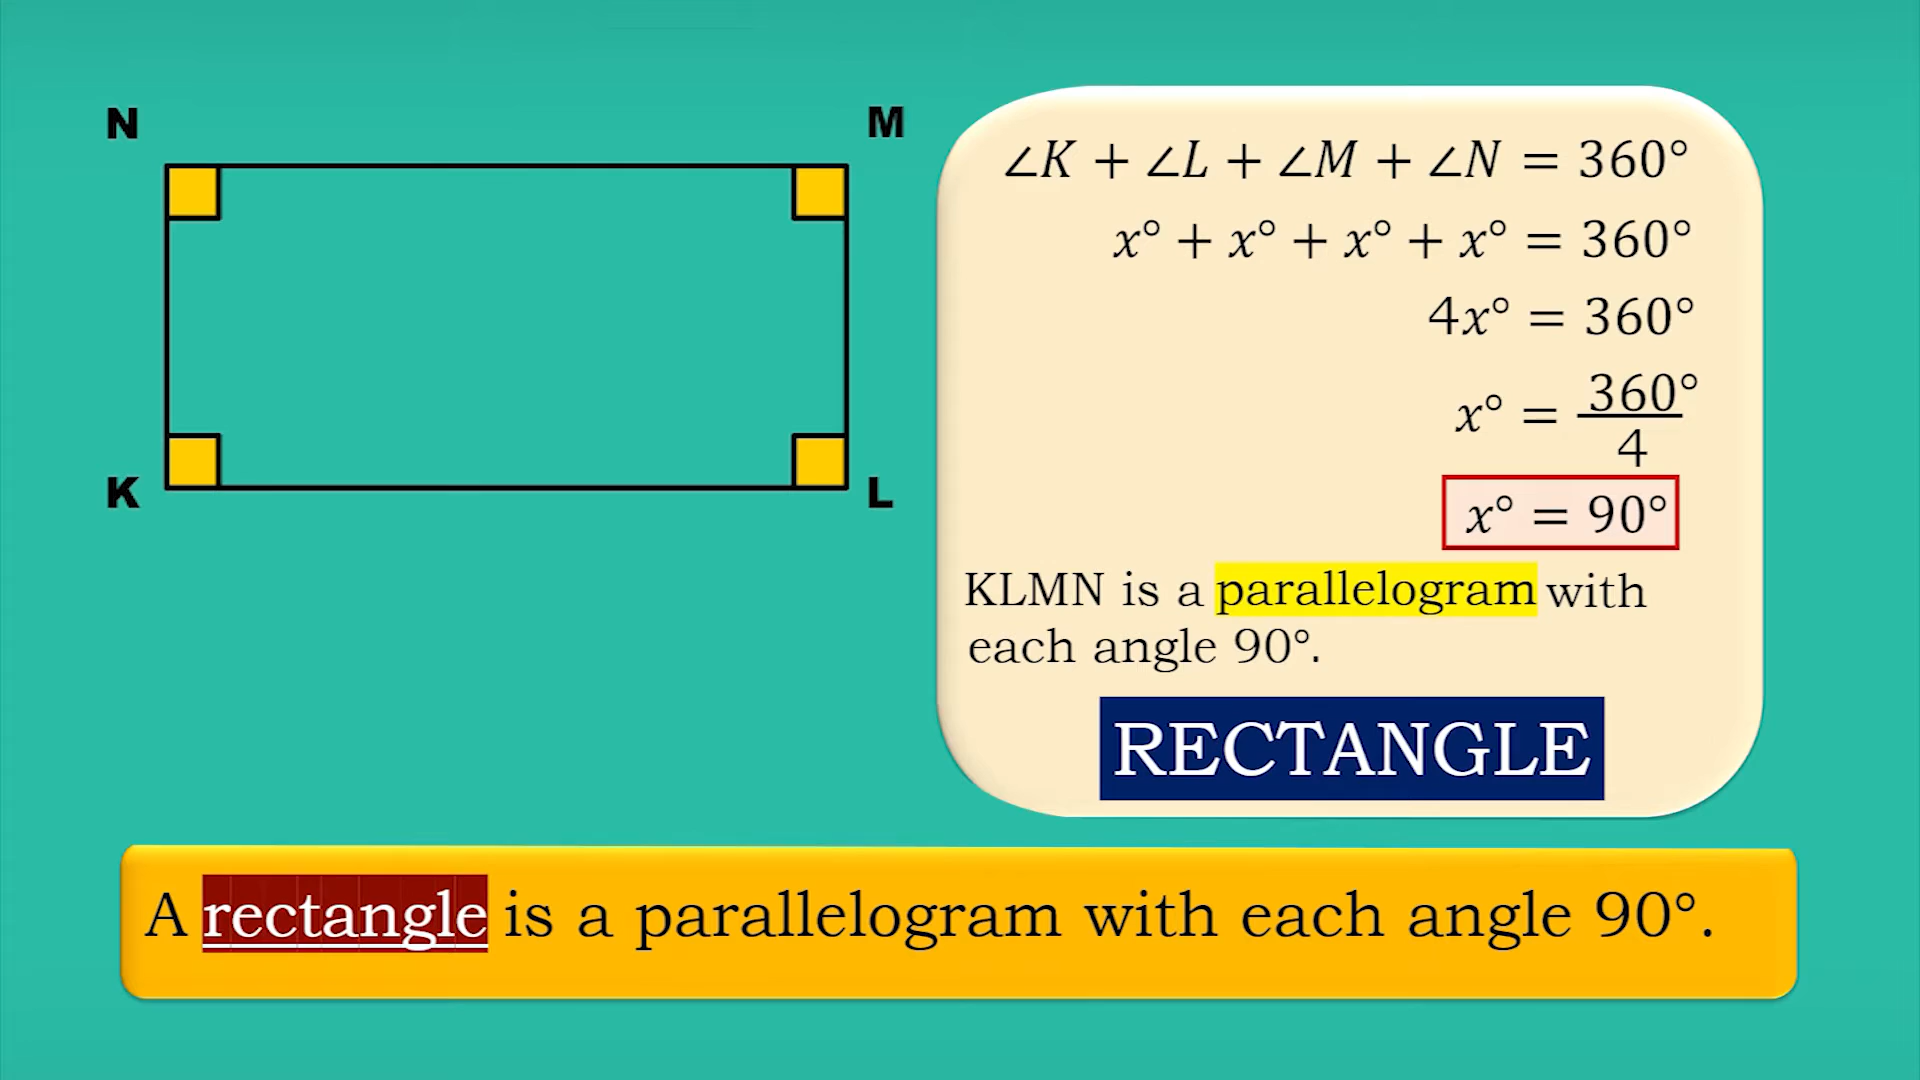 N
M
K
L
∠K + ∠L + ∠M + ∠N = 360°
x° + x° + x° + x° = 360°
4x° = 360°
x° = 360°/4
x° = 90°
KLMN is a parallelogram with
each angle 90°.
RECTANGLE
A rectangle is a parallelogram with each angle 90°.